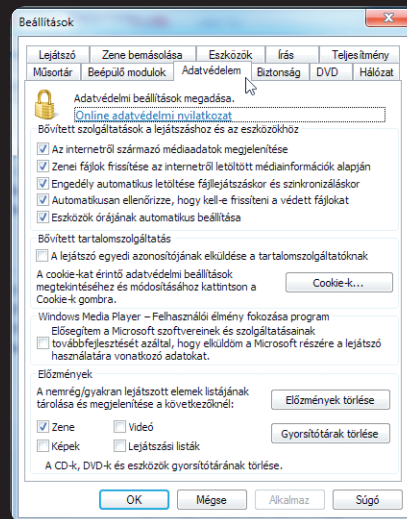 Beállítások
Lejátszó
Zene bemásolása
Eszközök
Írás
Teljesítmény
Műsortár
Beépülő modulok
Adatvédelem
Biztonság
DVD
Hálózat
Adatvédelmi beállítások megadása.
Online adatvédelmi nyilatkozat
Bővített szolgáltatások a lejátszáshoz és az eszközökhöz
Az internetről származó médiaadatok megjelenítése
Zenei fájlok frissítése az internetről letöltött médiainformációk alapján
Engedély automatikus letöltése fájllejátszáskor és szinkronizáláskor
Automatikusan ellenőrizze, hogy kell-e frissíteni a védett fájlokat
Eszközök órájának automatikus beállítása
Bővített tartalomszolgáltatás
A lejátszó egyedi azonosítójának elküldése a tartalomszolgáltatóknak
A cookie-kat érintő adatvédelmi beállítások
megtekintéséhez és módosításához kattintson a
Cookie-k gombra.
Cookie-k...
Windows Media Player – Felhasználói élmény fokozása program
Elősegítem a Microsoft szoftvereinek és szolgáltatásainak
továbbfejlesztését azáltal, hogy elküldöm a Microsoft részére a lejátszó
használatára vonatkozó adatokat.
Előzmények
A nemrég/gyakran lejátszott elemek listájának
tárolása és megjelenítése a következőknél:
Előzmények törlése
Zene
Videó
Gyorsítótárak törlése
Képek
Lejátszási listák
A CD-k, DVD-k és eszközök gyorsítótárának törlése.
OK
Mégse
Alkalmaz
Súgó